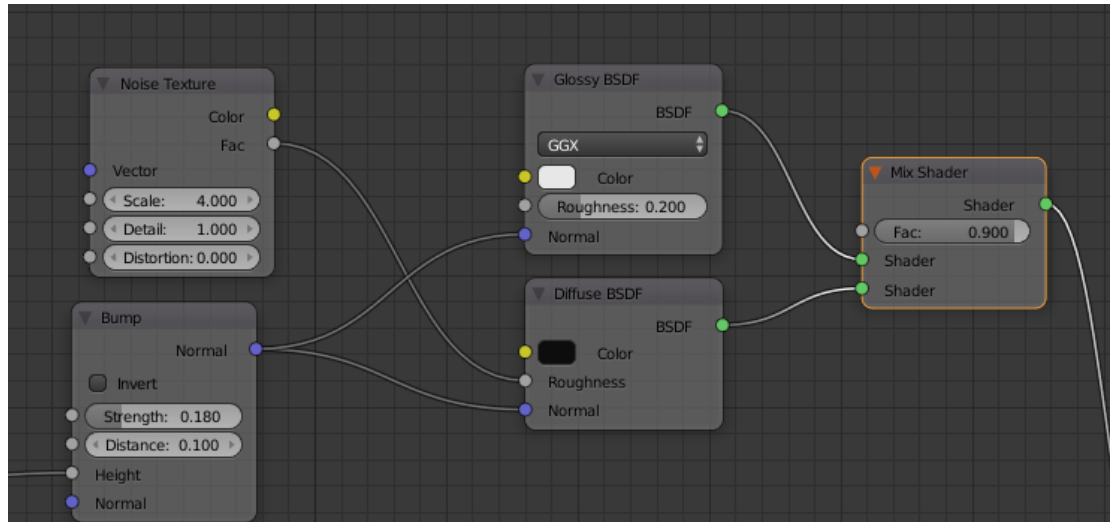 Noise Texture
Color
Fac
Vector
Scale: 4.000
Detail: 1.000
Distortion: 0.000
Bump
Normal
Invert
Strength: 0.180
Distance: 0.100
Height
Normal
Glossy BSDF
BSDF
GGX
Color
Roughness: 0.200
Normal
Diffuse BSDF
BSDF
Color
Roughness
Normal
Mix Shader
Shader
Fac: 0.900
Shader
Shader